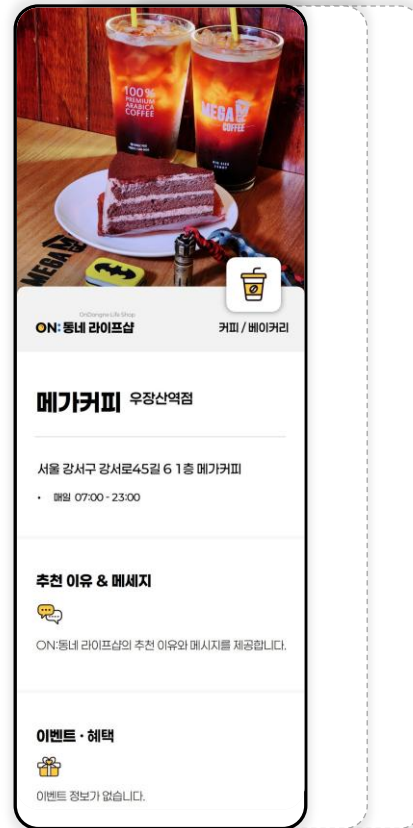 100%
PREMIUM
ARABICA
COFFEE
MEGA
COFFEE
MEGA
OnDongne Life Shop
ON: 동네 라이프샵
커피 / 베이커리
메가커피 우장산역점
서울 강서구 강서로45길 6 1층 메가커피
• 매일 07:00 - 23:00
추천 이유 & 메세지
ON:동네 라이프샵의 추천 이유와 메시지를 제공합니다.
이벤트 · 혜택
이벤트 정보가 없습니다.